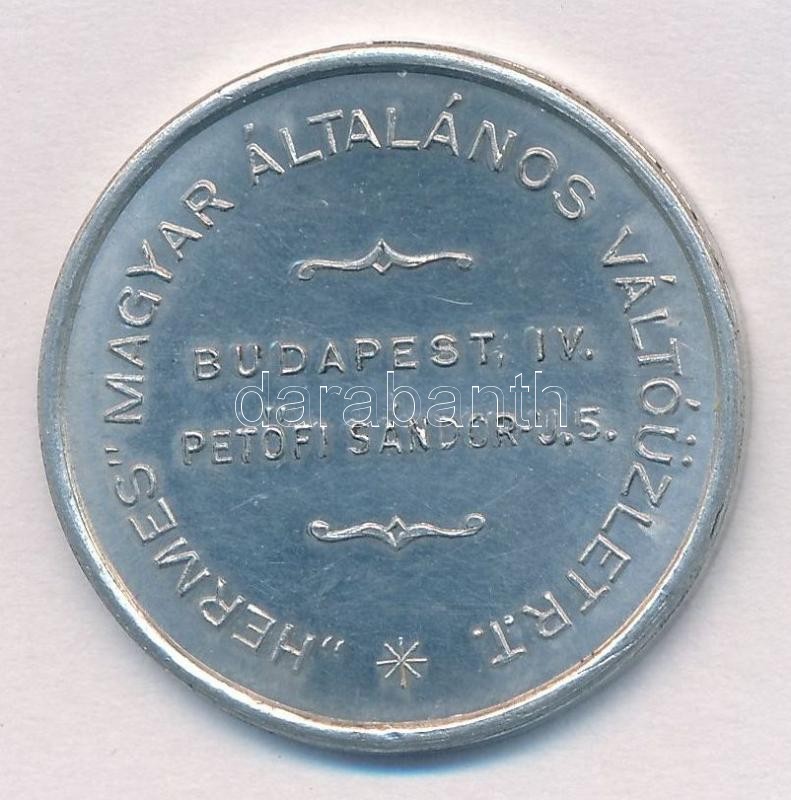 „HERMES" MAGYAR ÁLTALÁNOS VÁLTÓÜZLET R.T.
BUDAPEST, IV.
darabanth
PETŐFI SÁNDOR-U. 5.